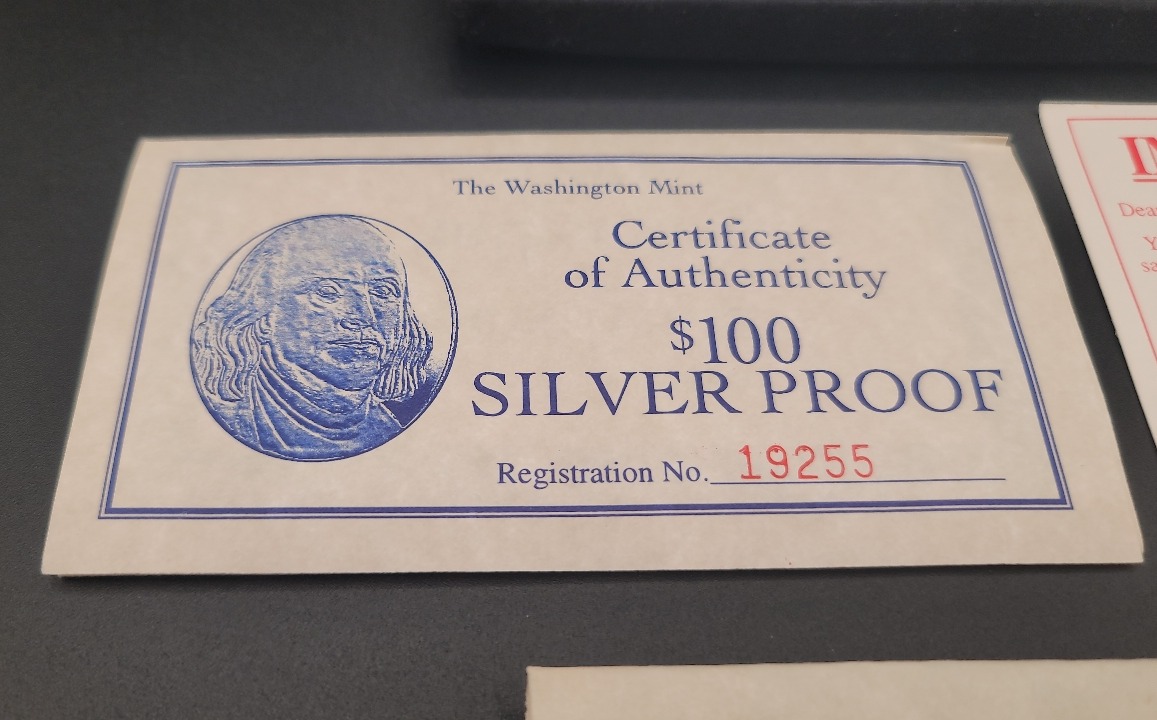 The Washington Mint
Certificate
of Authenticity
$100
SILVER PROOF
Registration No. 19255